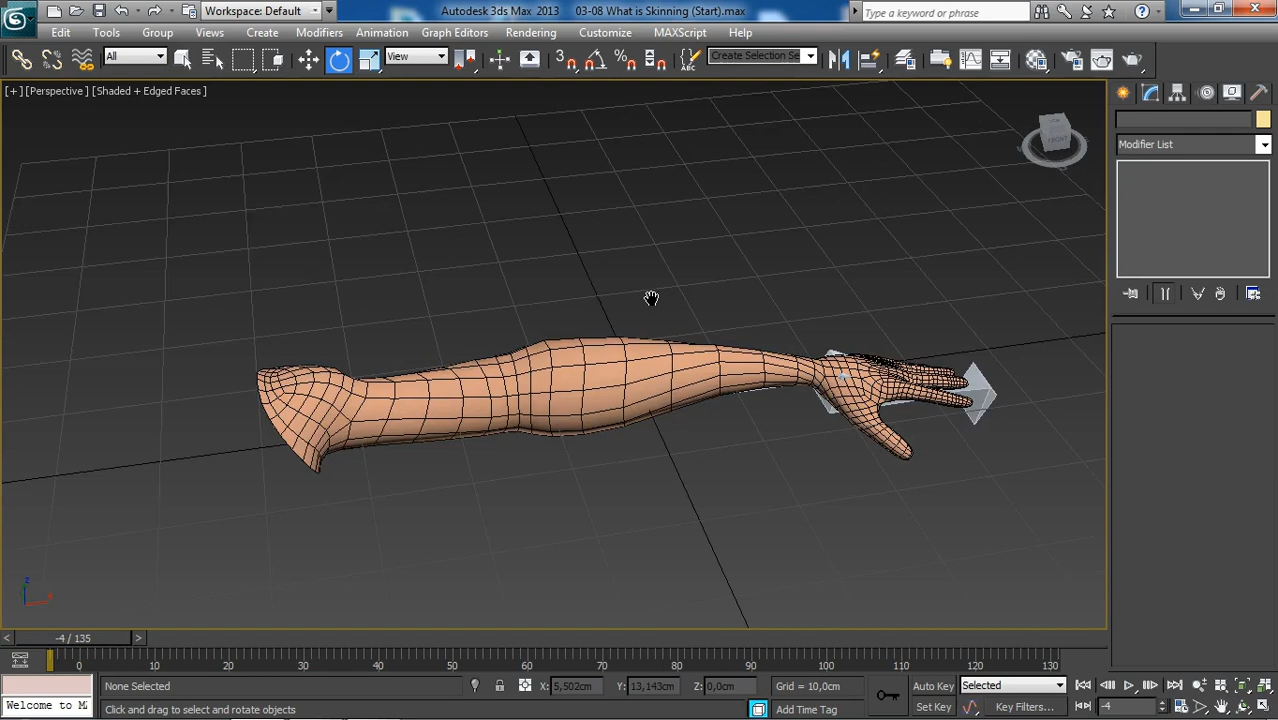 Workspace: Default
Autodesk 3ds Max 2013 03-08 What is Skinning (Start).max
Type a keyword or phrase
Edit Tools Group Views Create Modifiers Animation Graph Editors Rendering Customize MAXScript Help
All View 3 Create Selection Se
[+] [Perspective] [Shaded + Edged Faces]
FRONT
Modifier List
z
x
< -4 / 135 >
0 10 20 30 40 50 60 70 80 90 100 110 120 130
None Selected X: 5,502cm Y: 13,143cm Z: 0,0cm Grid = 10,0cm Auto Key Selected
Welcome to M Click and drag to select and rotate objects Add Time Tag Set Key Key Filters... -4